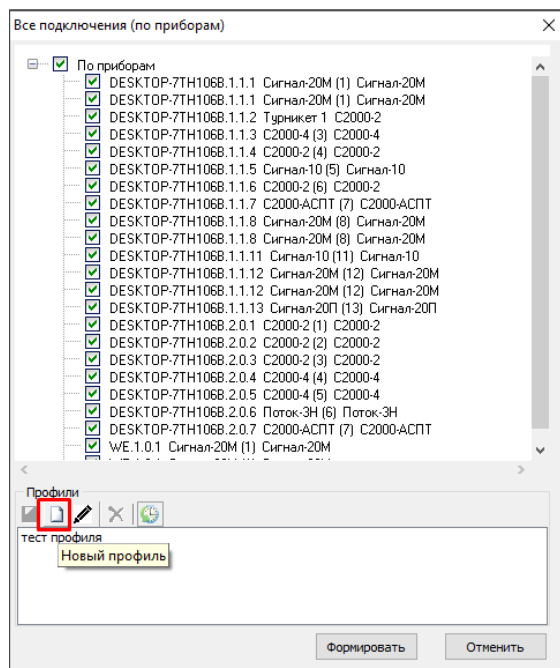 Все подключения (по приборам)
По приборам
DESKTOP-7TH106B.1.1.1 Сигнал-20М (1) Сигнал-20М
DESKTOP-7TH106B.1.1.1 Сигнал-20М (1) Сигнал-20М
DESKTOP-7TH106B.1.1.2 Турникет 1 С2000-2
DESKTOP-7TH106B.1.1.3 С2000-4 (3) С2000-4
DESKTOP-7TH106B.1.1.4 С2000-2 (4) С2000-2
DESKTOP-7TH106B.1.1.5 Сигнал-10 (5) Сигнал-10
DESKTOP-7TH106B.1.1.6 С2000-2 (6) С2000-2
DESKTOP-7TH106B.1.1.7 С2000-АСПТ (7) С2000-АСПТ
DESKTOP-7TH106B.1.1.8 Сигнал-20М (8) Сигнал-20М
DESKTOP-7TH106B.1.1.8 Сигнал-20М (8) Сигнал-20М
DESKTOP-7TH106B.1.1.11 Сигнал-10 (11) Сигнал-10
DESKTOP-7TH106B.1.1.12 Сигнал-20М (12) Сигнал-20М
DESKTOP-7TH106B.1.1.12 Сигнал-20М (12) Сигнал-20М
DESKTOP-7TH106B.1.1.13 Сигнал-20П (13) Сигнал-20П
DESKTOP-7TH106B.2.0.1 С2000-2 (1) С2000-2
DESKTOP-7TH106B.2.0.2 С2000-2 (2) С2000-2
DESKTOP-7TH106B.2.0.3 С2000-2 (3) С2000-2
DESKTOP-7TH106B.2.0.4 С2000-4 (4) С2000-4
DESKTOP-7TH106B.2.0.5 С2000-4 (5) С2000-4
DESKTOP-7TH106B.2.0.6 Поток-3Н (6) Поток-3Н
DESKTOP-7TH106B.2.0.7 С2000-АСПТ (7) С2000-АСПТ
WE.1.0.1 Сигнал-20М (1) Сигнал-20М
Профили
тест профиля
Новый профиль
Формировать
Отменить